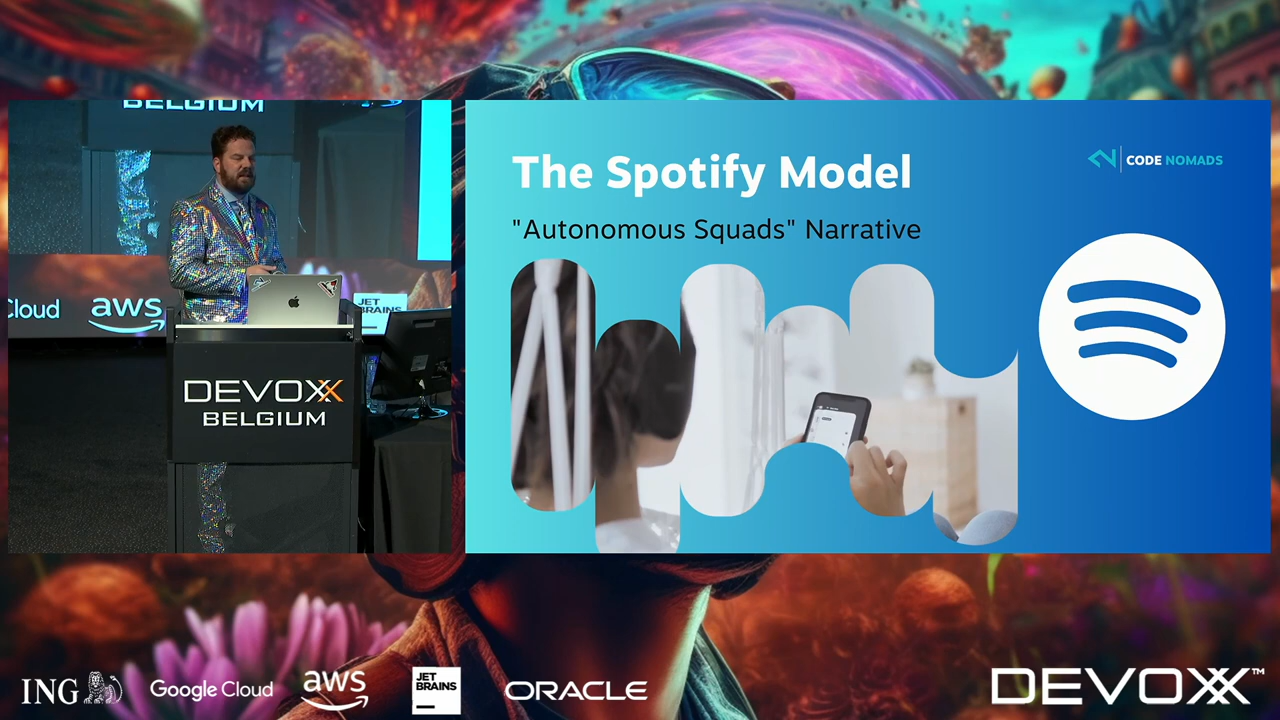 BELGIUM
Cloud
aws
JET
BRAINS
DEVOXX
BELGIUM
The Spotify Model
"Autonomous Squads" Narrative
CODE NOMADS
ING
Google Cloud
aws
JET
BRAINS
ORACLE
DEVOXX™